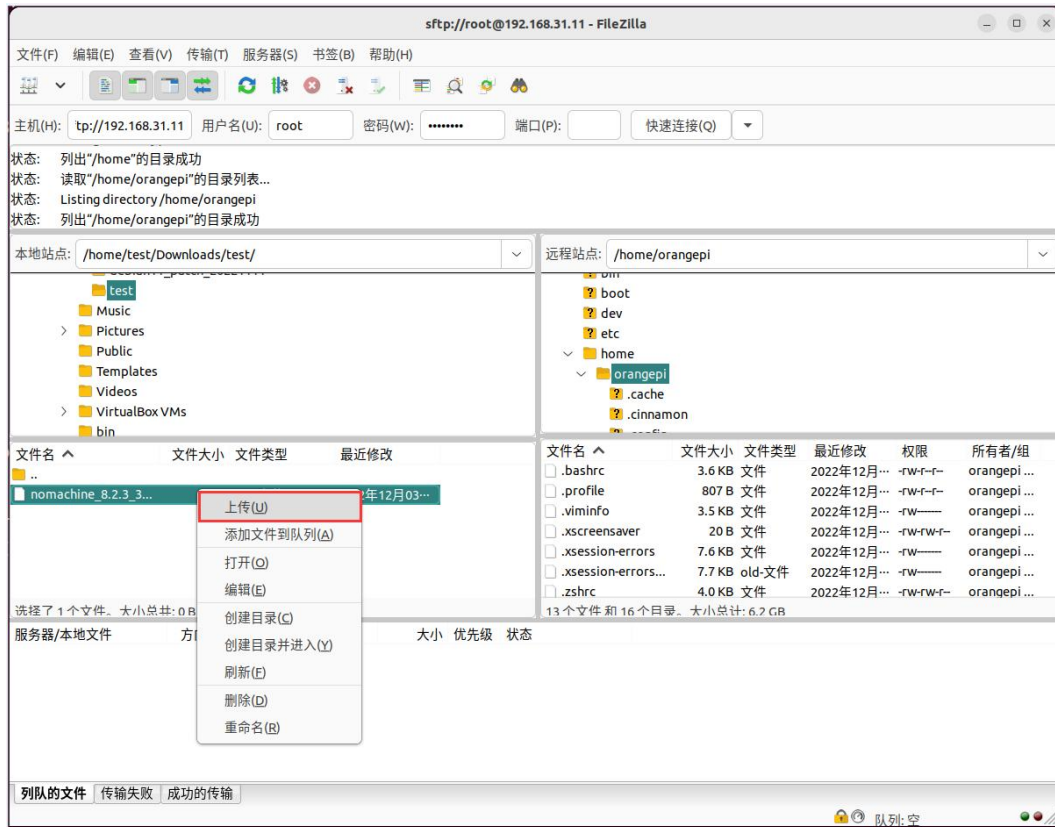 sftp://root@192.168.31.11 - FileZilla
文件(F) 编辑(E) 查看(V) 传输(T) 服务器(S) 书签(B) 帮助(H)
主机(H): tp://192.168.31.11 用户名(U): root 密码(W): •••••••• 端口(P): 快速连接(Q)
状态: 列出"/home"的目录成功
状态: 读取"/home/orangepi"的目录列表...
状态: Listing directory /home/orangepi
状态: 列出"/home/orangepi"的目录成功
本地站点: /home/test/Downloads/test/
test
Music
Pictures
Public
Templates
Videos
VirtualBox VMs
bin
远程站点: /home/orangepi
bin
boot
dev
etc
home
orangepi
.cache
.cinnamon
文件名 文件大小 文件类型 最近修改
..
nomachine_8.2.3_3... 年12月03···
选择了 1 个文件。大小总共: 0 B
上传(U)
添加文件到队列(A)
打开(O)
编辑(E)
创建目录(C)
创建目录并进入(Y)
刷新(F)
删除(D)
重命名(R)
文件名 文件大小 文件类型 最近修改 权限 所有者/组
.bashrc 3.6 KB 文件 2022年12月··· -rw-r--r-- orangepi ...
.profile 807 B 文件 2022年12月··· -rw-r--r-- orangepi ...
.viminfo 3.5 KB 文件 2022年12月··· -rw------- orangepi ...
.xscreensaver 20 B 文件 2022年12月··· -rw-rw-r-- orangepi ...
.xsession-errors 7.6 KB 文件 2022年12月··· -rw------- orangepi ...
.xsession-errors... 7.7 KB old-文件 2022年12月··· -rw------- orangepi ...
.zshrc 4.0 KB 文件 2022年12月··· -rw-rw-r-- orangepi ...
13 个文件 和 16 个目录。大小总计: 6.2 GB
服务器/本地文件 方 大小 优先级 状态
列队的文件 传输失败 成功的传输
队列: 空